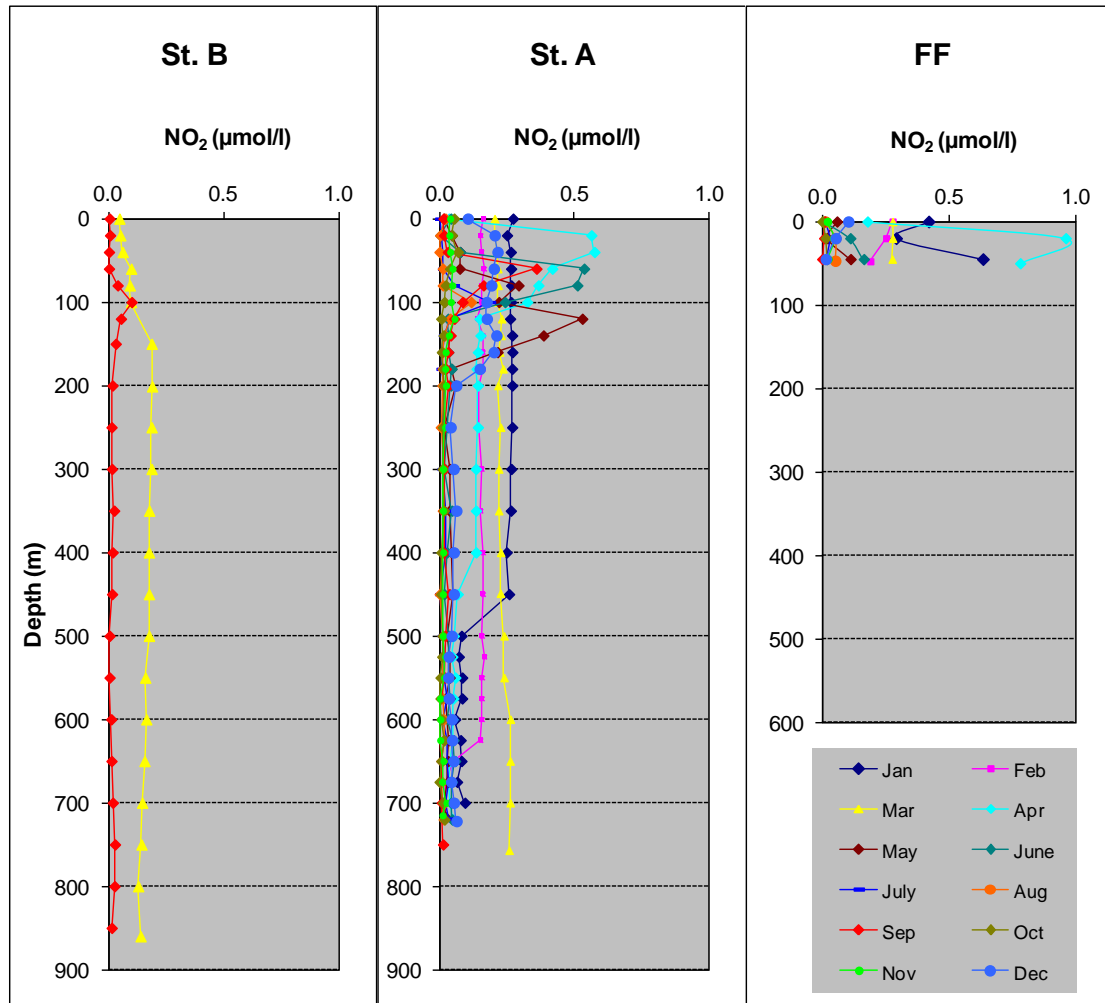 St. B
NO2 (µmol/l)
0.0 0.5 1.0
0
100
200
300
400
500
600
700
800
900
Depth (m)
St. A
NO2 (µmol/l)
0.0 0.5 1.0
0
100
200
300
400
500
600
700
800
900
FF
NO2 (µmol/l)
0.0 0.5 1.0
0
100
200
300
400
500
600
Jan Feb
Mar Apr
May June
July Aug
Sep Oct
Nov Dec